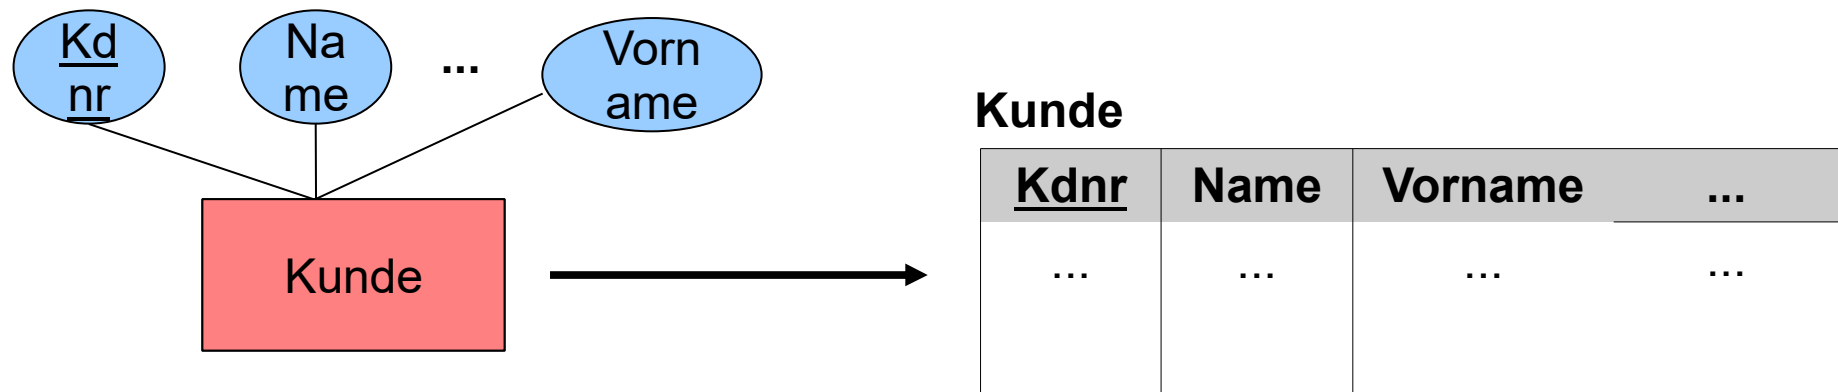 Kd
nr
Na
me
...
Vorn
ame
Kunde
Kunde
Kdnr Name Vorname ...
... ... ... ...